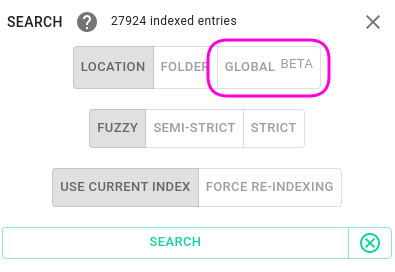 SEARCH ? 27924 indexed entries
LOCATION FOLDER GLOBAL BETA
FUZZY SEMI-STRICT STRICT
USE CURRENT INDEX FORCE RE-INDEXING
SEARCH